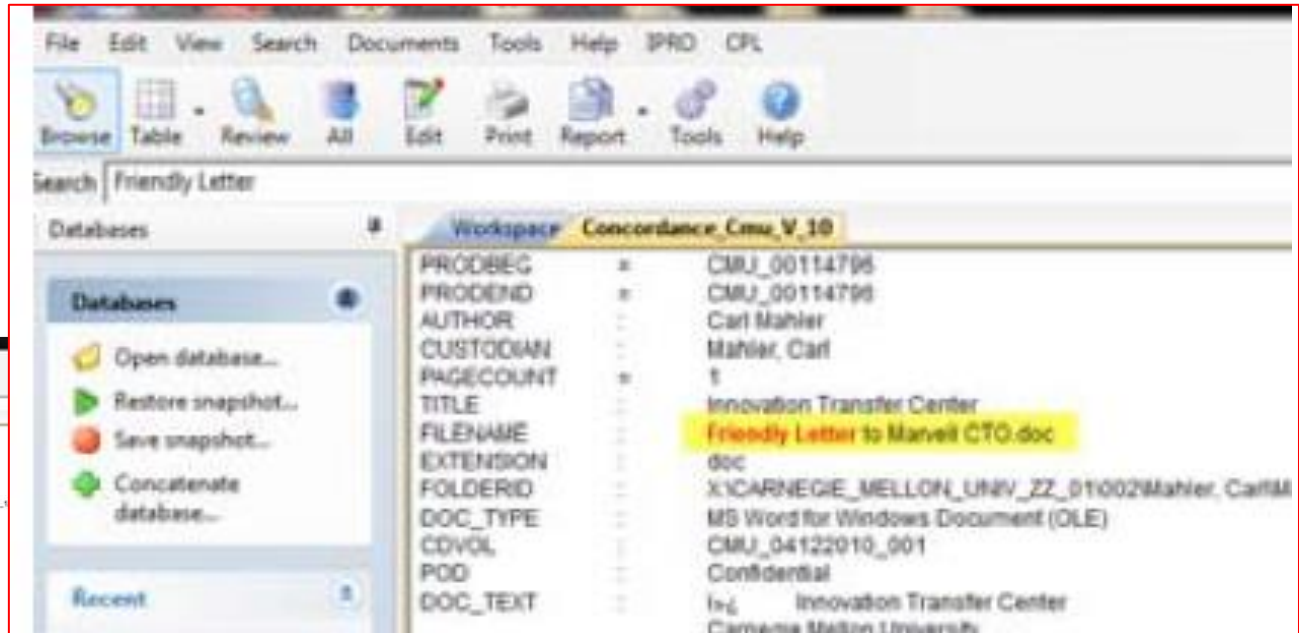 File Edit View Search Documents Tools Help IPRO CPL
Browse Table Review All Edit Print Report Tools Help
Search Friendly Letter
Databases
Workspace Concordance_Cmu_V_10
Databases
Open database...
Restore snapshot...
Save snapshot...
Concatenate
database...
Recent
PRODBEG = CMU_00114796
PRODEND = CMU_00114796
AUTHOR : Carl Mahler
CUSTODIAN : Mahler, Carl
PAGECOUNT = 1
TITLE : Innovation Transfer Center
FILENAME : Friendly Letter to Marvell CTO.doc
EXTENSION : doc
FOLDERID : X:\CARNEGIE_MELLON_UNIV_ZZ_01\002\Mahler, Carl\M
DOC_TYPE : MS Word for Windows Document (OLE)
CDVOL : CMU_04122010_001
POD : Confidential
DOC_TEXT : Innovation Transfer Center
Carnegie Mellon University